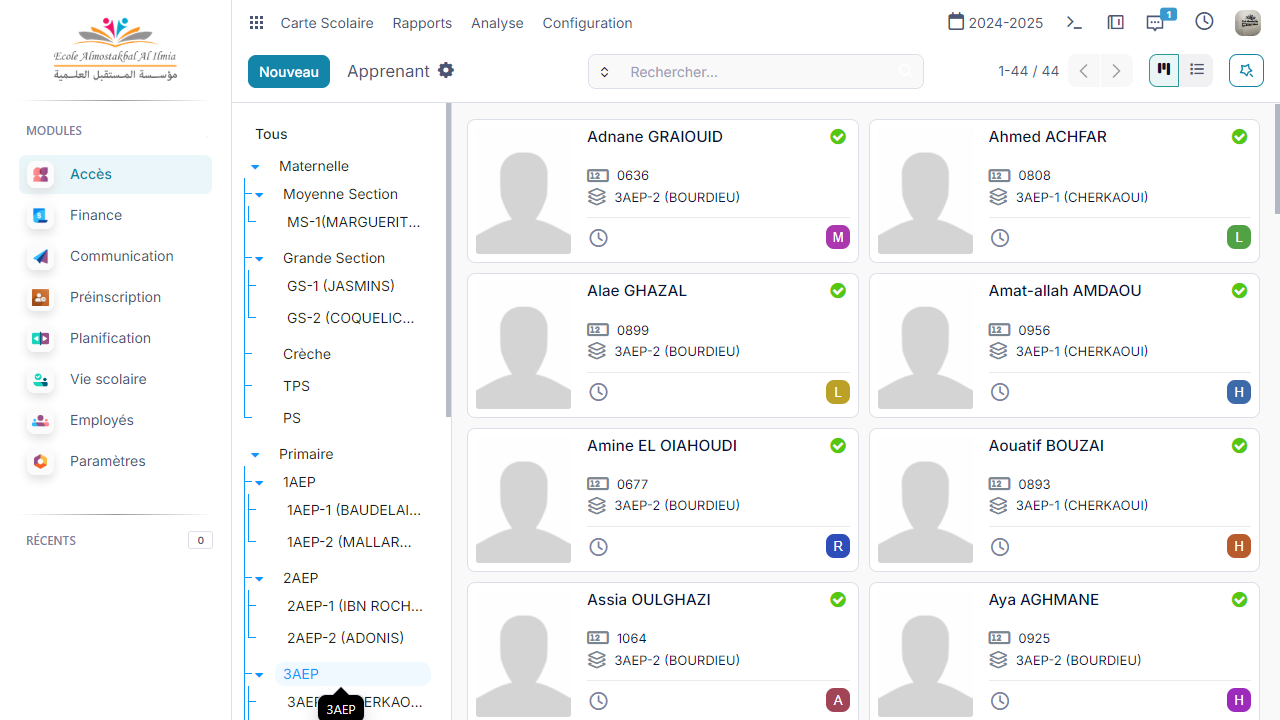 Ecole Almostakbal Al Ilmia
مؤسسة المستقبل العلمية
Carte Scolaire
Rapports
Analyse
Configuration
2024-2025
1
Nouveau
Apprenant
Rechercher...
1-44 / 44
MODULES
Accès
Finance
Communication
Préinscription
Planification
Vie scolaire
Employés
Paramètres
RÉCENTS
0
Tous
Maternelle
Moyenne Section
MS-1(MARGUERIT...
Grande Section
GS-1 (JASMINS)
GS-2 (COQUELIC...
Crèche
TPS
PS
Primaire
1AEP
1AEP-1 (BAUDELAI...
1AEP-2 (MALLARM...
2AEP
2AEP-1 (IBN ROCH...
2AEP-2 (ADONIS)
3AEP
3AEP
Adnane GRAIOUID
12 0636
3AEP-2 (BOURDIEU)
M
Ahmed ACHFAR
12 0808
3AEP-1 (CHERKAOUI)
L
Alae GHAZAL
12 0899
3AEP-2 (BOURDIEU)
L
Amat-allah AMDAOU
12 0956
3AEP-1 (CHERKAOUI)
H
Amine EL OIAHOUDI
12 0677
3AEP-2 (BOURDIEU)
R
Aouatif BOUZAI
12 0893
3AEP-1 (CHERKAOUI)
H
Assia OULGHAZI
12 1064
3AEP-2 (BOURDIEU)
A
Aya AGHMANE
12 0925
3AEP-2 (BOURDIEU)
H